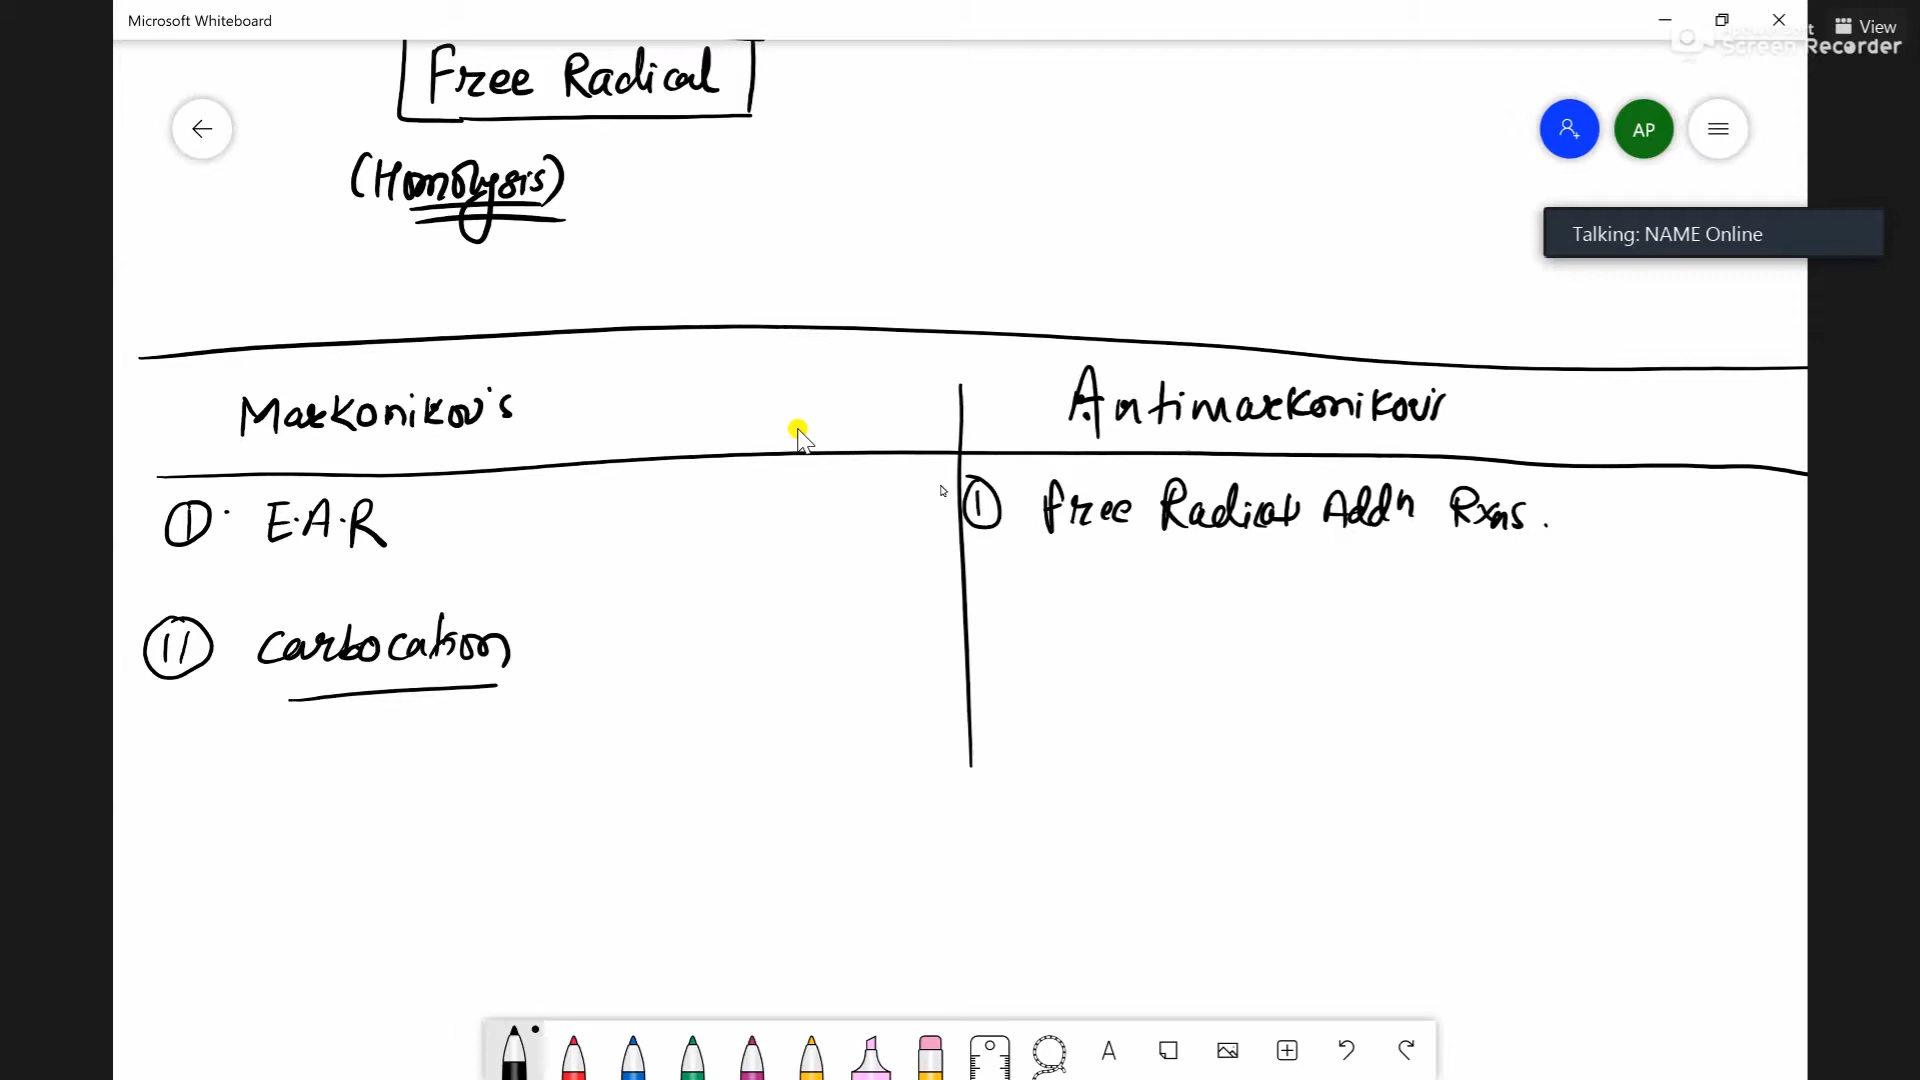 Microsoft Whiteboard
View
Apowersoft
Screen Recorder
Free Radical
(Homolysis)
AP
Talking: NAME Online
Markonikov's
Antimarkonikov's
I. E.A.R
I Free Radical Addn Rxns.
II Carbocation
A